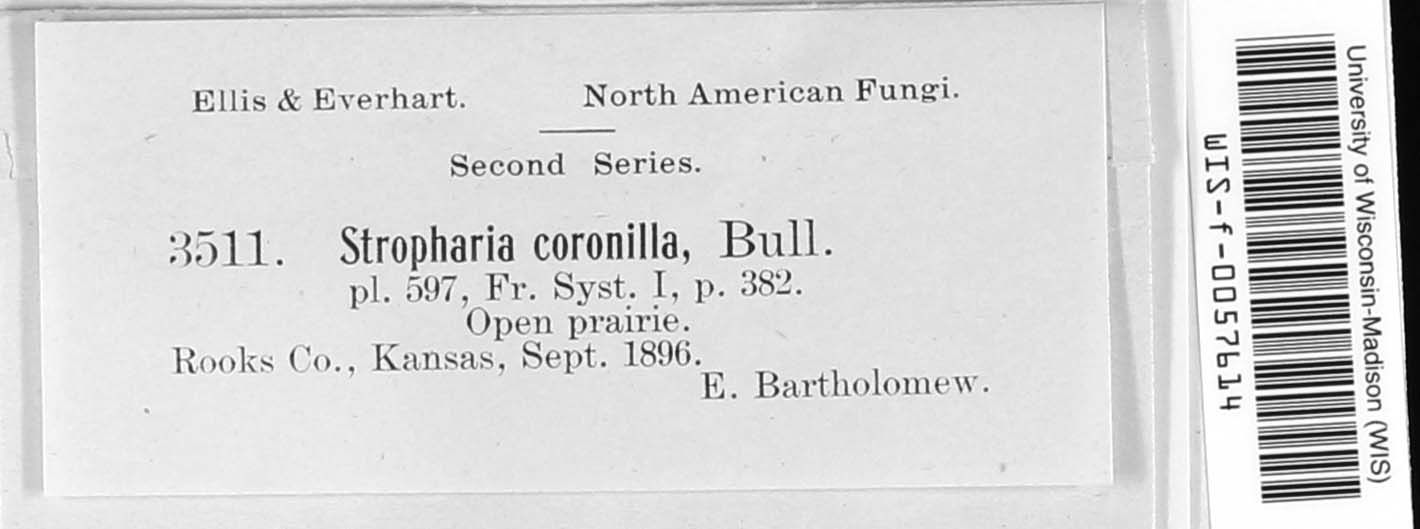 Ellis & Everhart. North American Fungi.
Second Series.
3511. Stropharia coronilla, Bull.
pl. 597, Fr. Syst. I, p. 382.
Open prairie.
Rooks Co., Kansas, Sept. 1896.
E. Bartholomew.
University of Wisconsin-Madison (WIS)
WIS-f-0057614